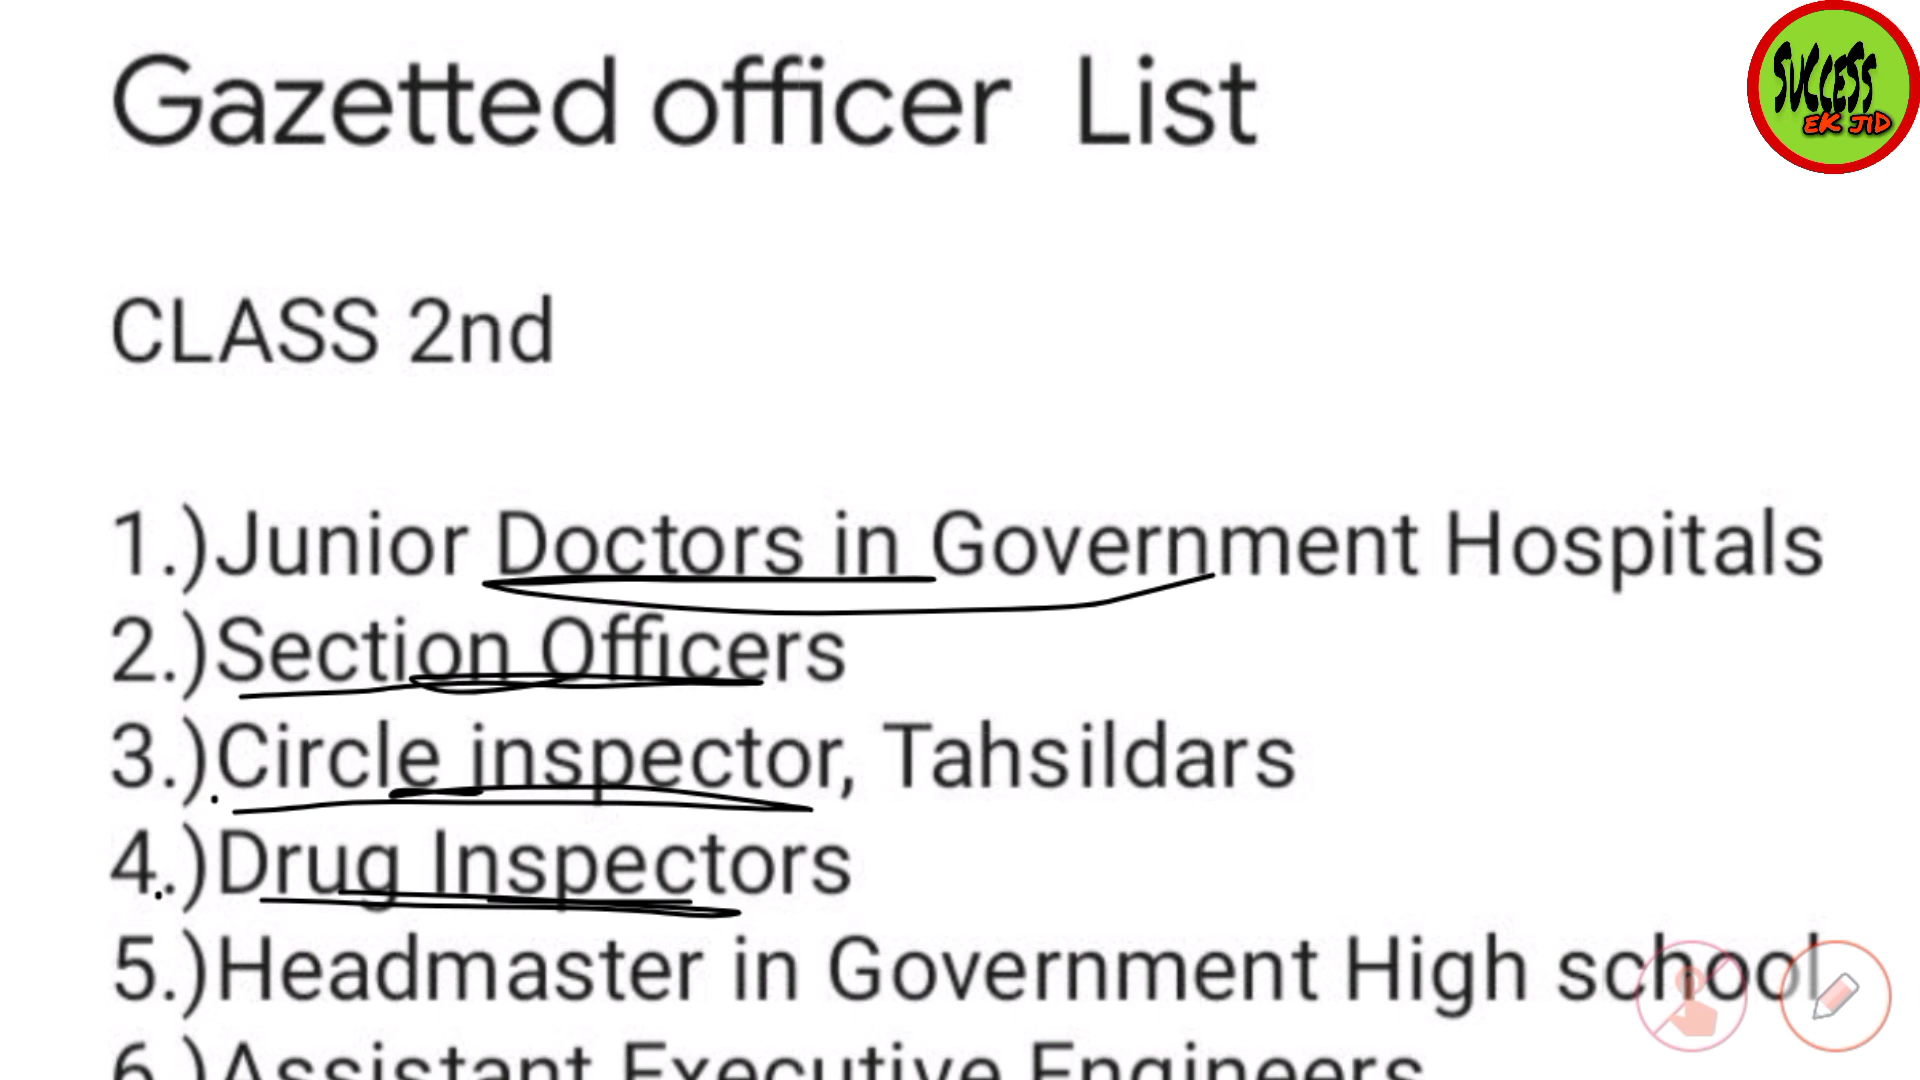 Gazetted officer List
SUCCESS
EK JID
CLASS 2nd
1.)Junior Doctors in Government Hospitals
2.)Section Officers
3.)Circle inspector, Tahsildars
4.)Drug Inspectors
5.)Headmaster in Government High school
6.)Assistant Executive Engineers